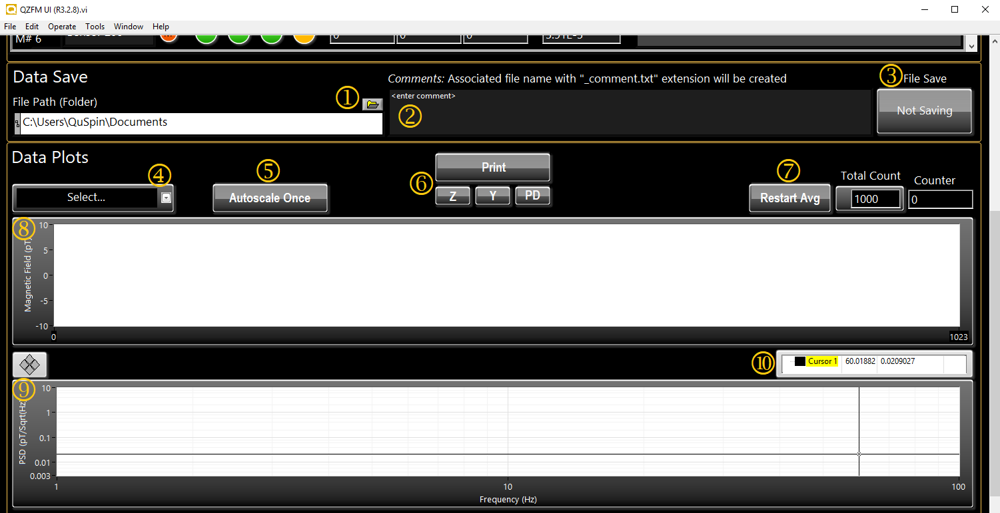 QZFM UI (R3.2.8).vi
File Edit Operate Tools Window Help
M# 6
0 0 0
Data Save
Comments: Associated file name with "_comment.txt" extension will be created
③ File Save
File Path (Folder)
①
<enter comment>
②
Not Saving
C:\Users\QuSpin\Documents
Data Plots
④ ⑤ ⑥ ⑦
Print
Total Count Counter
Select...
Autoscale Once
Z Y PD
Restart Avg
1000 0
⑧
Magnetic Field (pT)
10
5
0
-5
-10
0 1023
⑩ Cursor 1 60.01882 0.0209027
⑨
PSD (pT/Sqrt(Hz)
10
1
0.1
0.01
0.003
1 10 100
Frequency (Hz)